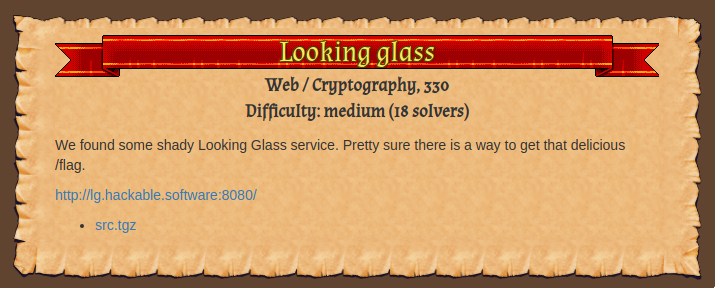 Looking glass
Web / Cryptography, 330
Difficulty: medium (18 solvers)
We found some shady Looking Glass service. Pretty sure there is a way to get that delicious
/flag.
http://lg.hackable.software:8080/
• src.tgz